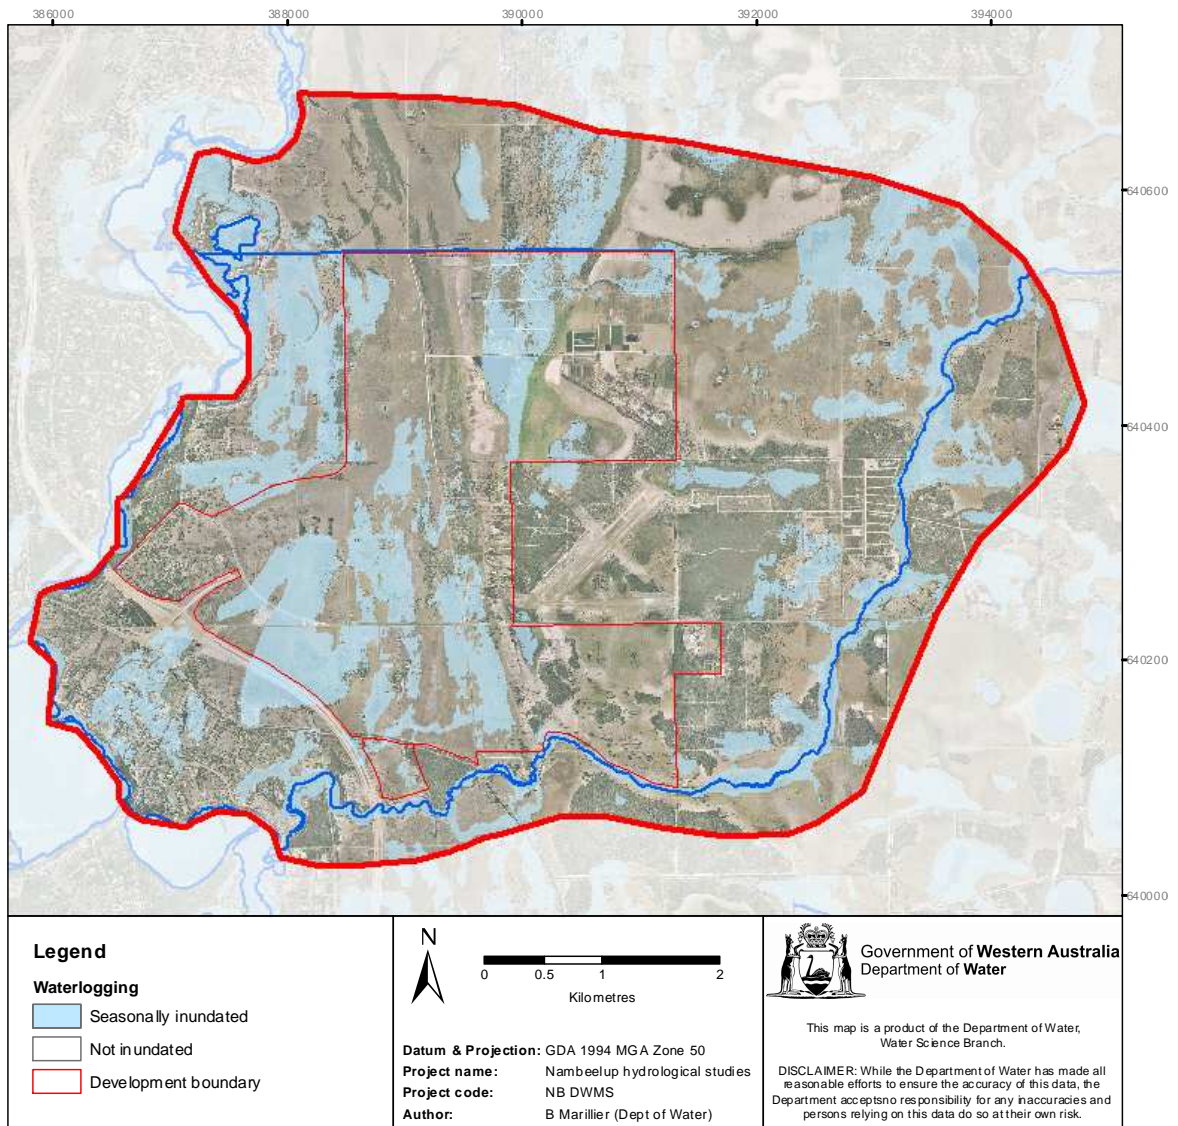 386000 388000 390000 392000 394000
640600
640400
640200
640000
Legend
Waterlogging
Seasonally inundated
Not inundated
Development boundary
N
0 0.5 1 2
Kilometres
Datum & Projection: GDA 1994 MGA Zone 50
Project name: Nambeelup hydrological studies
Project code: NB DWMS
Author: B Marillier (Dept of Water)
Government of Western Australia
Department of Water
This map is a product of the Department of Water,
Water Science Branch.
DISCLAIMER: While the Department of Water has made all
reasonable efforts to ensure the accuracy of this data, the
Department acceptsno responsibility for any inaccuracies and
persons relying on this data do so at their own risk.